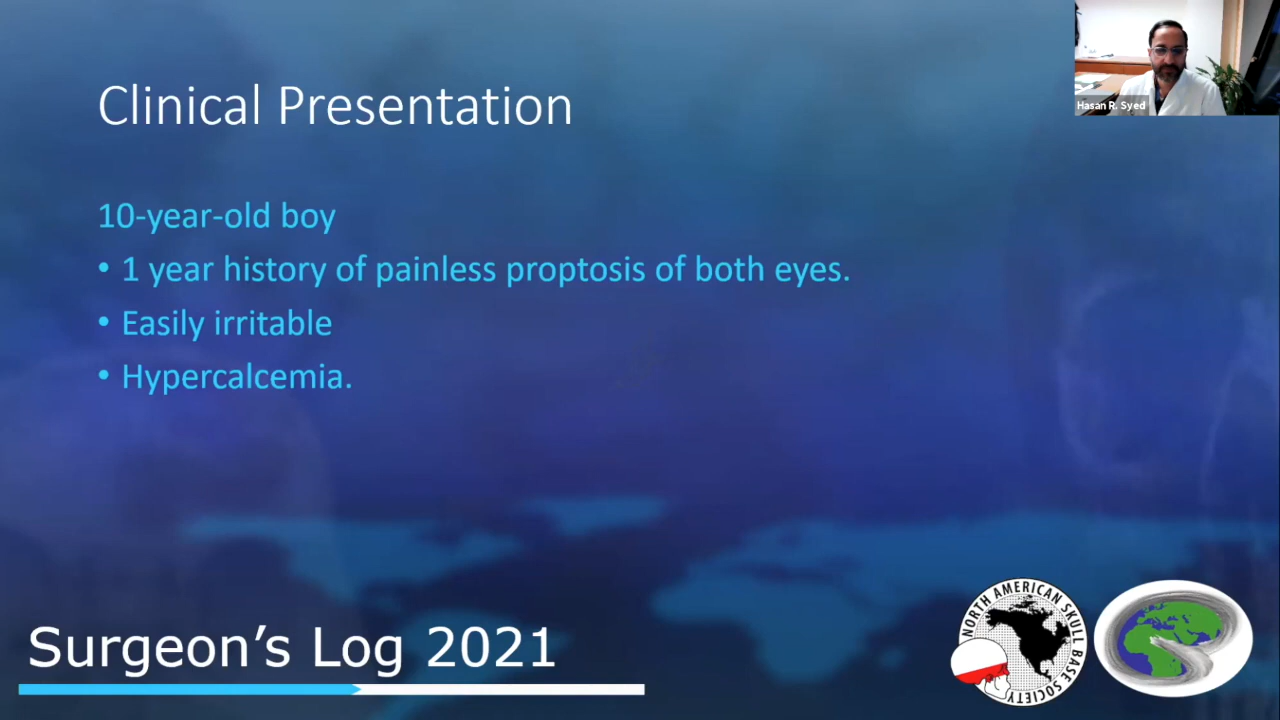 Hasan R. Syed
Clinical Presentation
10-year-old boy
• 1 year history of painless proptosis of both eyes.
• Easily irritable
• Hypercalcemia.
Surgeon’s Log 2021
NORTH AMERICAN SKULL BASE SOCIETY